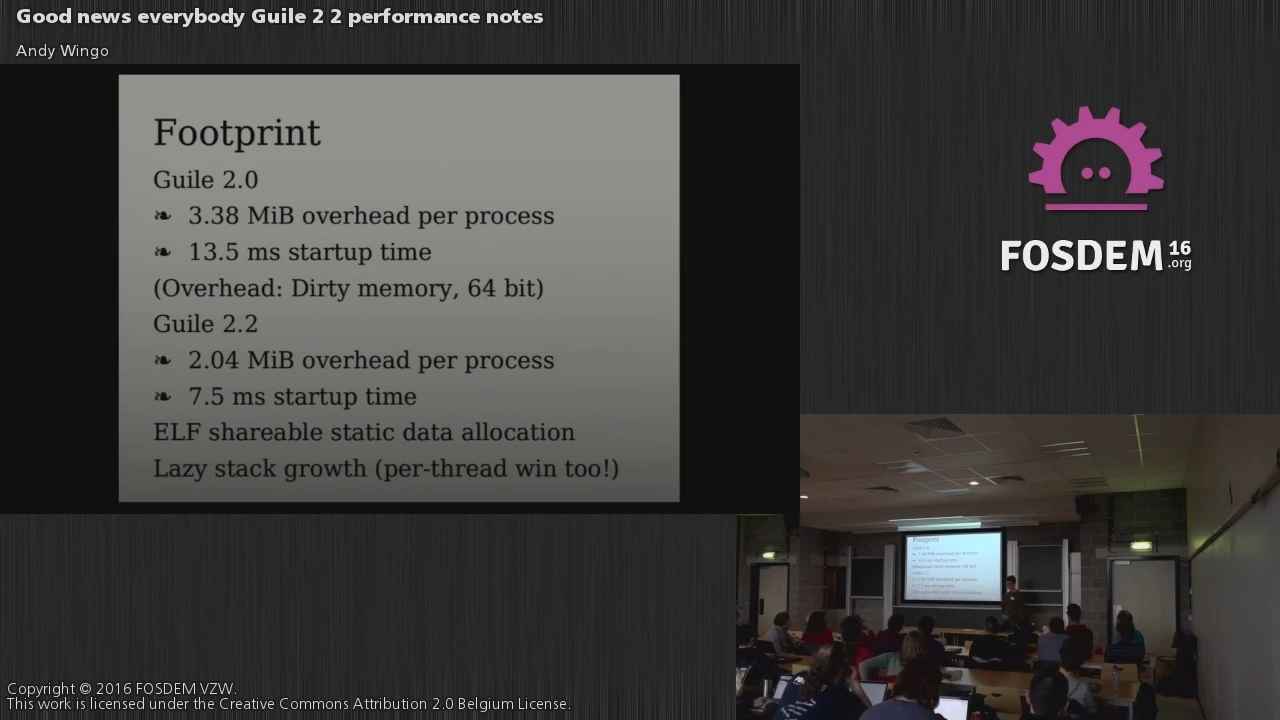 Good news everybody Guile 2 2 performance notes
Andy Wingo
Footprint
Guile 2.0
❧ 3.38 MiB overhead per process
❧ 13.5 ms startup time
(Overhead: Dirty memory, 64 bit)
Guile 2.2
❧ 2.04 MiB overhead per process
❧ 7.5 ms startup time
ELF shareable static data allocation
Lazy stack growth (per-thread win too!)
FOSDEM 16 .org
Copyright © 2016 FOSDEM VZW.
This work is licensed under the Creative Commons Attribution 2.0 Belgium License.